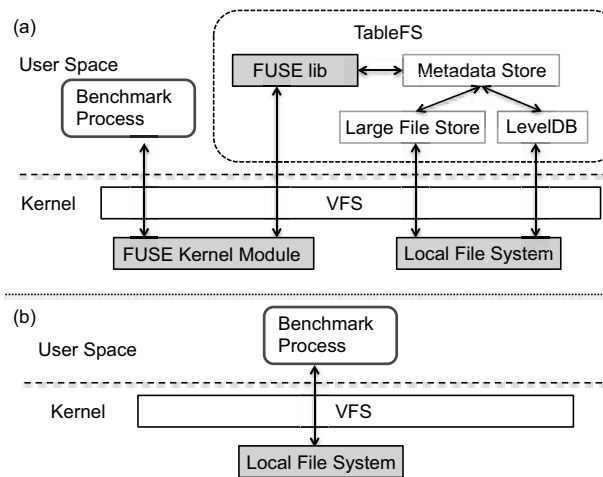 (a)
TableFS
User Space
FUSE lib
Metadata Store
Benchmark
Process
Large File Store
LevelDB
Kernel
VFS
FUSE Kernel Module
Local File System
(b)
Benchmark
Process
User Space
Kernel
VFS
Local File System